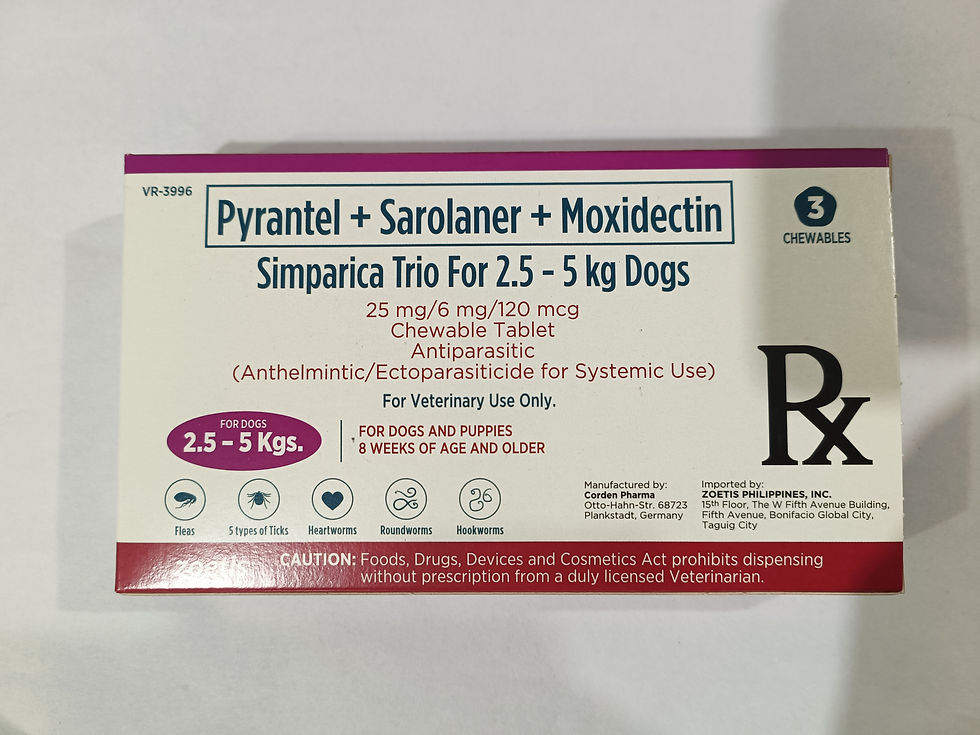 VR-3996
Pyrantel + Sarolaner + Moxidectin
3
CHEWABLES
Simparica Trio For 2.5 - 5 kg Dogs
25 mg/6 mg/120 mcg
Chewable Tablet
Antiparasitic
(Anthelmintic/Ectoparasiticide for Systemic Use)
For Veterinary Use Only.
Rx
FOR DOGS
2.5 - 5 Kgs.
FOR DOGS AND PUPPIES
8 WEEKS OF AGE AND OLDER
Fleas
5 types of Ticks
Heartworms
Roundworms
Hookworms
Manufactured by:
Corden Pharma
Otto-Hahn-Str. 68723
Plankstadt, Germany
Imported by:
ZOETIS PHILIPPINES, INC.
15th Floor, The W Fifth Avenue Building,
Fifth Avenue, Bonifacio Global City,
Taguig City
CAUTION: Foods, Drugs, Devices and Cosmetics Act prohibits dispensing
without prescription from a duly licensed Veterinarian.